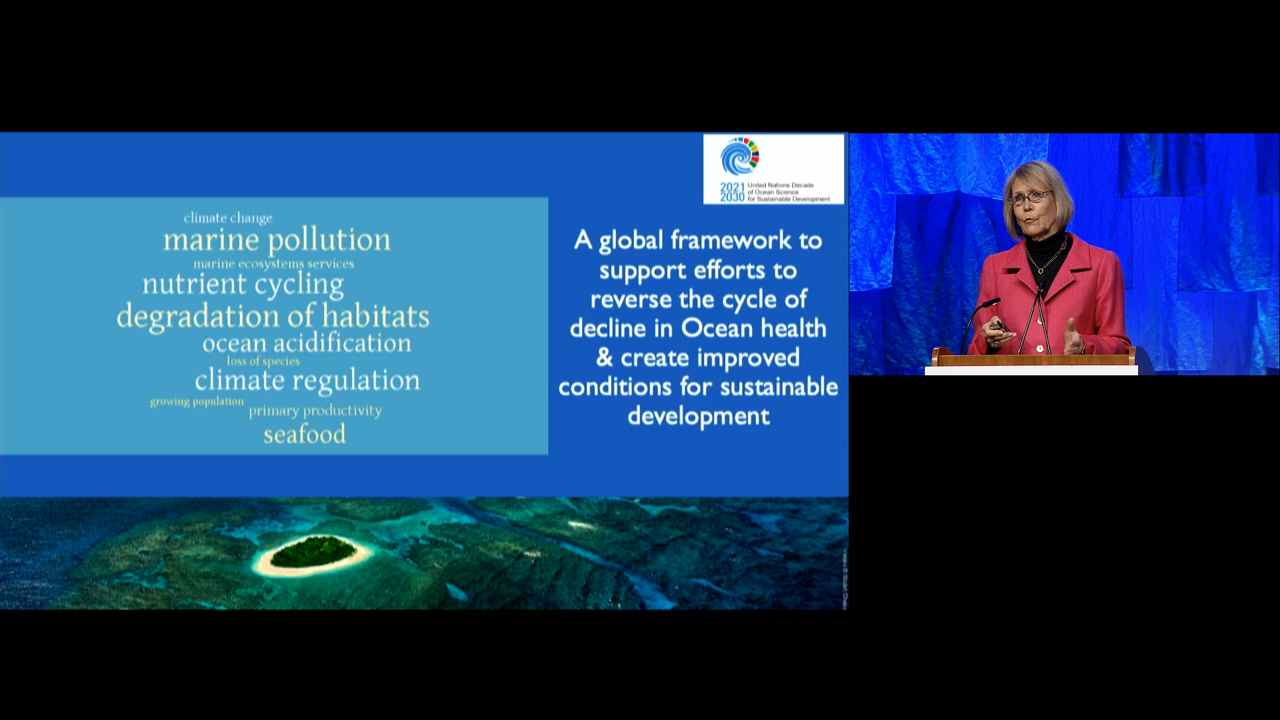 2021
2030
United Nations Decade
of Ocean Science
for Sustainable Development
climate change
marine pollution
marine ecosystems services
nutrient cycling
degradation of habitats
ocean acidification
loss of species
climate regulation
growing population
primary productivity
seafood
A global framework to
support efforts to
reverse the cycle of
decline in Ocean health
& create improved
conditions for sustainable
development